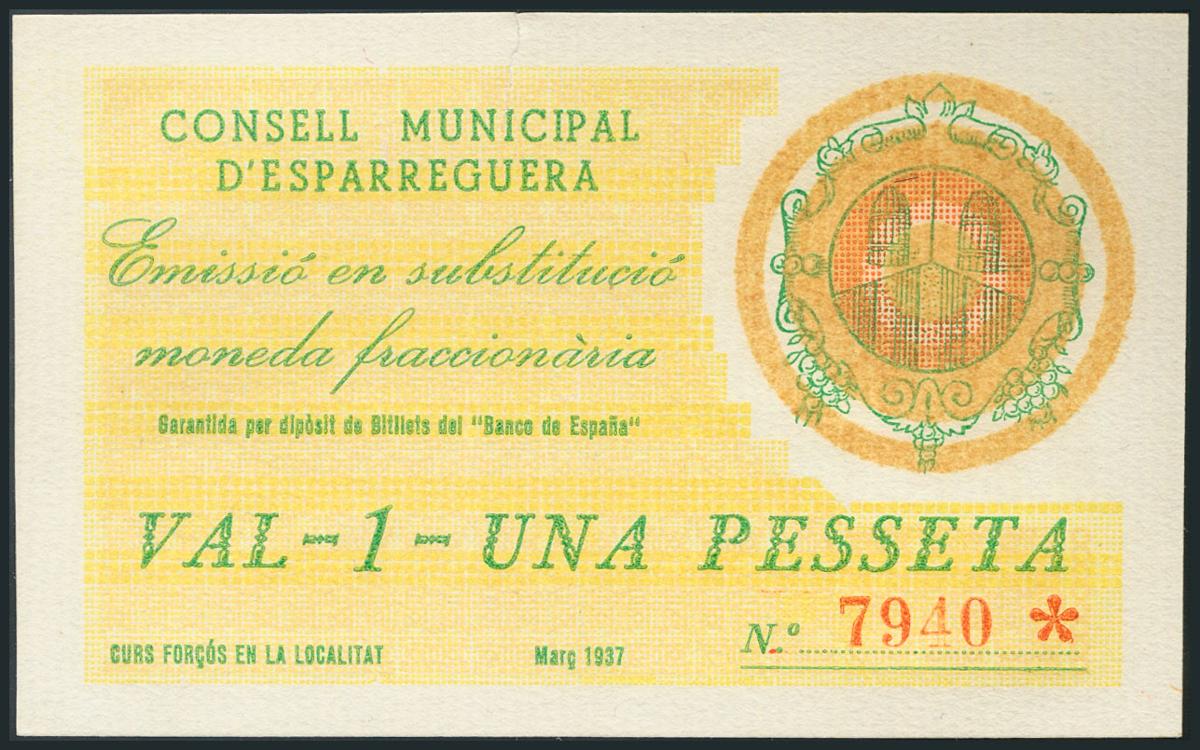 CONSELL MUNICIPAL
D'ESPARREGUERA
Emissió en substitució
moneda fraccionària
Garantida per dipòsit de Bitllets del "Banco de España"
VAL-1-UNA PESSETA
N.º 7940 *
CURS FORÇÓS EN LA LOCALITAT Març 1937